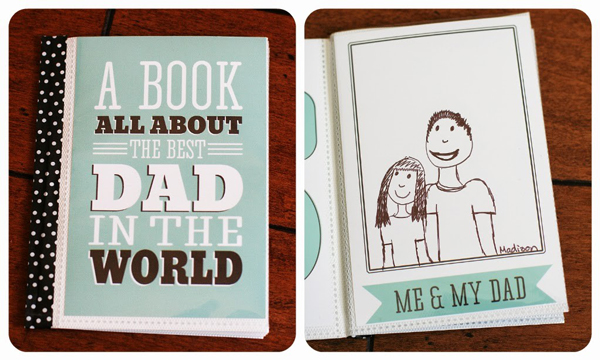 A BOOK
ALL ABOUT
THE BEST
DAD
IN THE
WORLD
Madison
ME & MY DAD